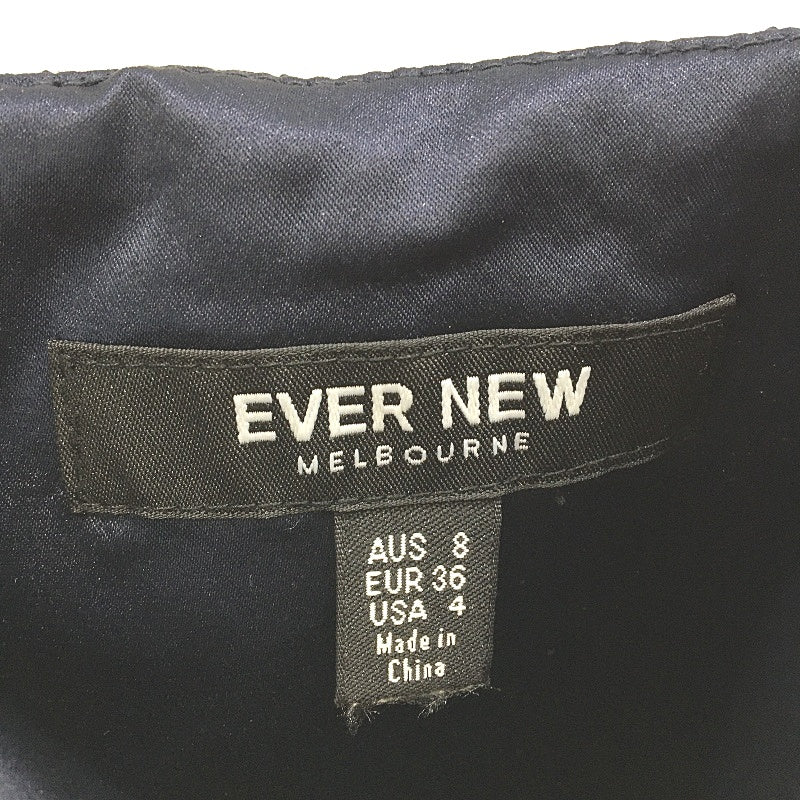 EVER NEW
MELBOURNE
AUS 8
EUR 36
USA 4
Made in
China